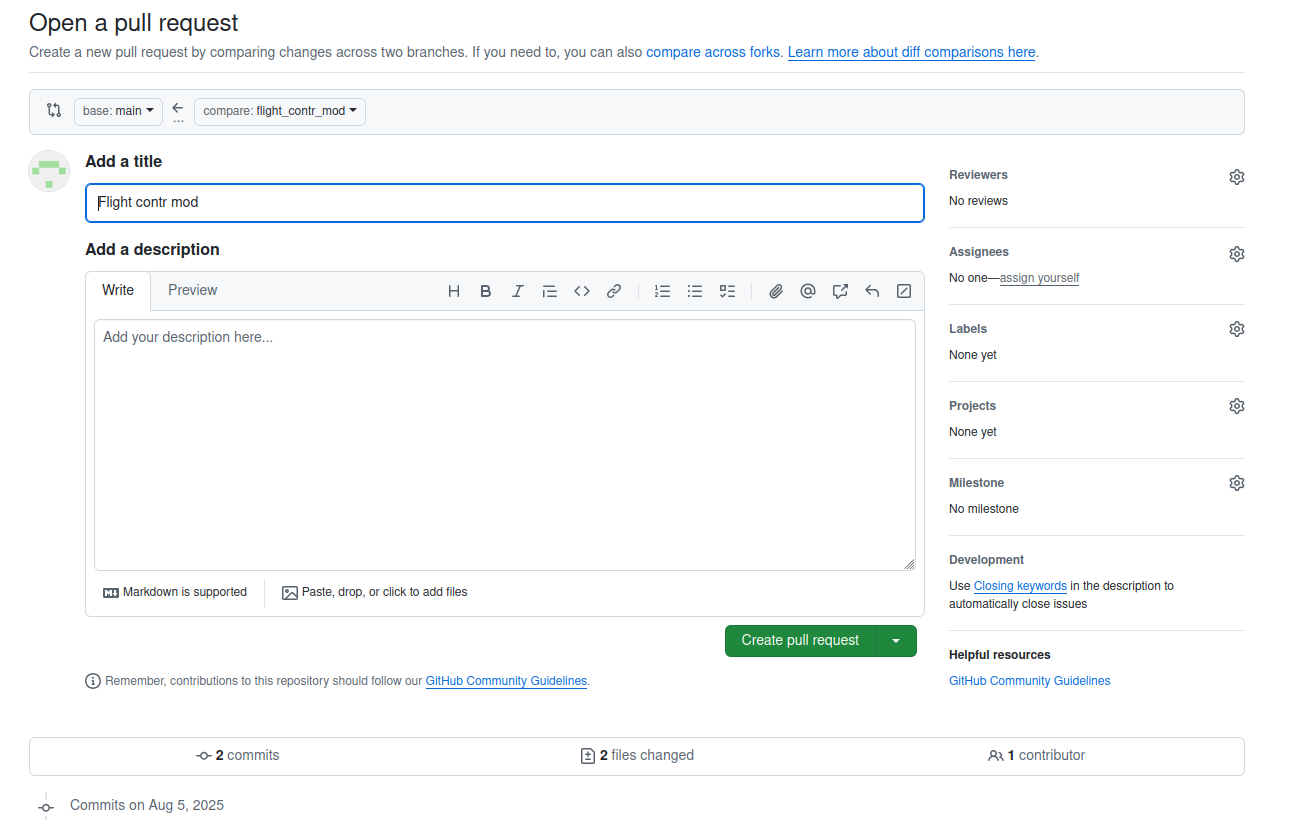 Open a pull request
Create a new pull request by comparing changes across two branches. If you need to, you can also compare across forks. Learn more about diff comparisons here.
base: main
compare: flight_contr_mod
...
Add a title
Flight contr mod
Add a description
Write Preview
Add your description here...
Markdown is supported
Paste, drop, or click to add files
Create pull request
Remember, contributions to this repository should follow our GitHub Community Guidelines.
Reviewers
No reviews
Assignees
No one—assign yourself
Labels
None yet
Projects
None yet
Milestone
No milestone
Development
Use Closing keywords in the description to
automatically close issues
Helpful resources
GitHub Community Guidelines
2 commits
2 files changed
1 contributor
Commits on Aug 5, 2025